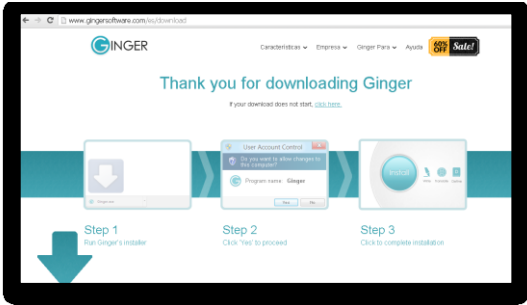 www.gingersoftware.com/es/download
GINGER
Características Empresa Ginger Para Ayuda 60% OFF Sale!
Thank you for downloading Ginger
If your download does not start, click here.
User Account Control
Do you want to allow changes to
this computer?
Program name: Ginger
Yes No
Install
Step 1
Run Ginger's installer
Step 2
Click 'Yes' to proceed
Step 3
Click to complete installation